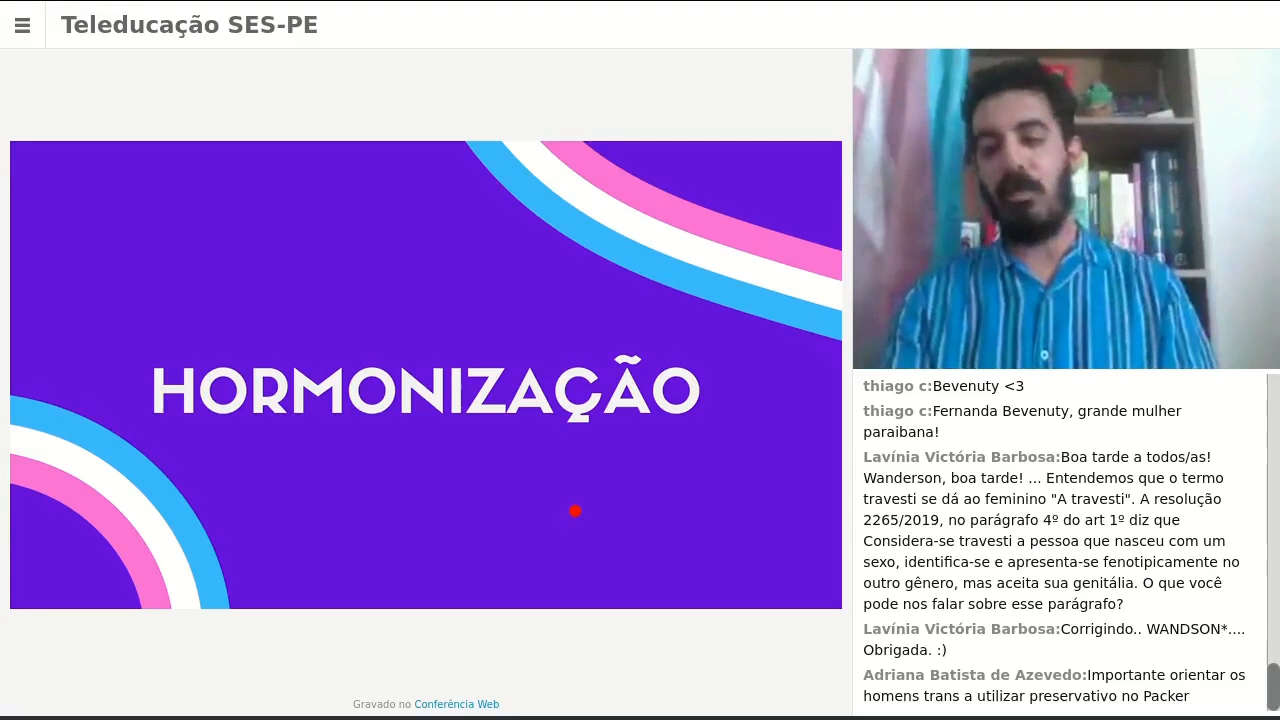 Teleducação SES-PE
HORMONIZAÇÃO
Gravado no Conferência Web
thiago c:Bevenuty <3
thiago c:Fernanda Bevenuty, grande mulher
paraibana!
Lavínia Victória Barbosa:Boa tarde a todos/as!
Wanderson, boa tarde! ... Entendemos que o termo
travesti se dá ao feminino "A travesti". A resolução
2265/2019, no parágrafo 4º do art 1º diz que
Considera-se travesti a pessoa que nasceu com um
sexo, identifica-se e apresenta-se fenotipicamente no
outro gênero, mas aceita sua genitália. O que você
pode nos falar sobre esse parágrafo?
Lavínia Victória Barbosa:Corrigindo.. WANDSON*....
Obrigada. :)
Adriana Batista de Azevedo:Importante orientar os
homens trans a utilizar preservativo no Packer